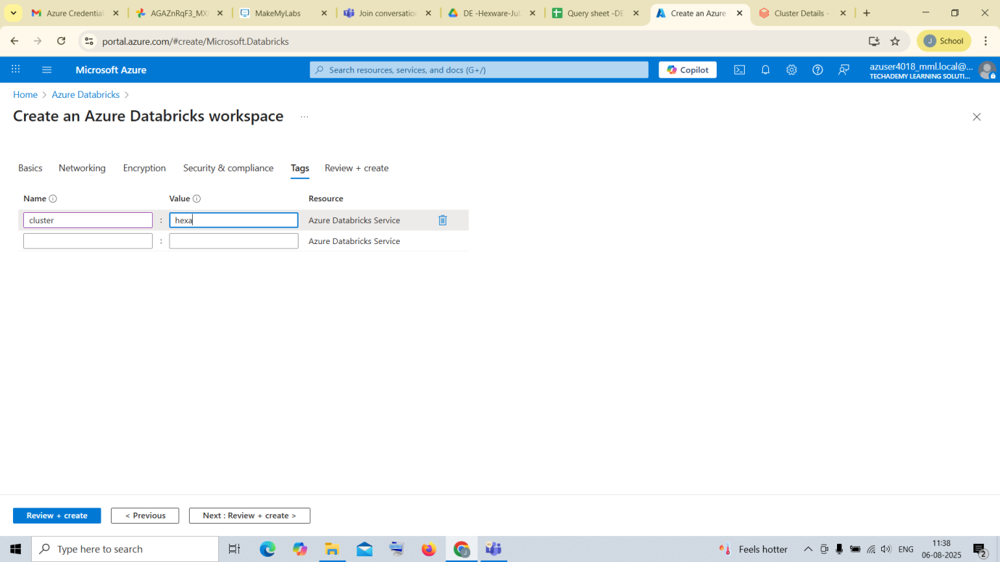 Azure Credential
AGAZnRqF3_MX
MakeMyLabs
Join conversation
DE -Hexware-Jul
Query sheet -DE
Create an Azure
Cluster Details -
portal.azure.com/#create/Microsoft.Databricks
J School
Microsoft Azure
Search resources, services, and docs (G+/)
Copilot
azuser4018_mml.local@...
TECHADEMY LEARNING SOLUTI...
Home > Azure Databricks >
Create an Azure Databricks workspace ...
Basics Networking Encryption Security & compliance Tags Review + create
Name Value Resource
cluster : hexa Azure Databricks Service
: Azure Databricks Service
Review + create < Previous Next : Review + create >
Type here to search
Feels hotter
ENG
11:38
06-08-2025
2